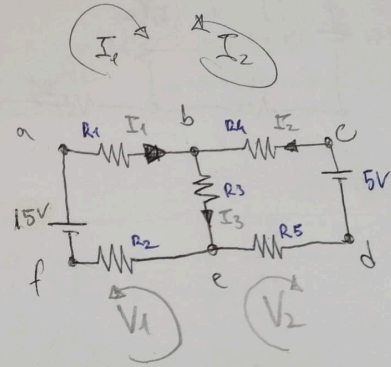 I1 I2
a R1 I1 b R4 I2 c
15V R3 5V
I3
f R2 e R5 d
V1 V2